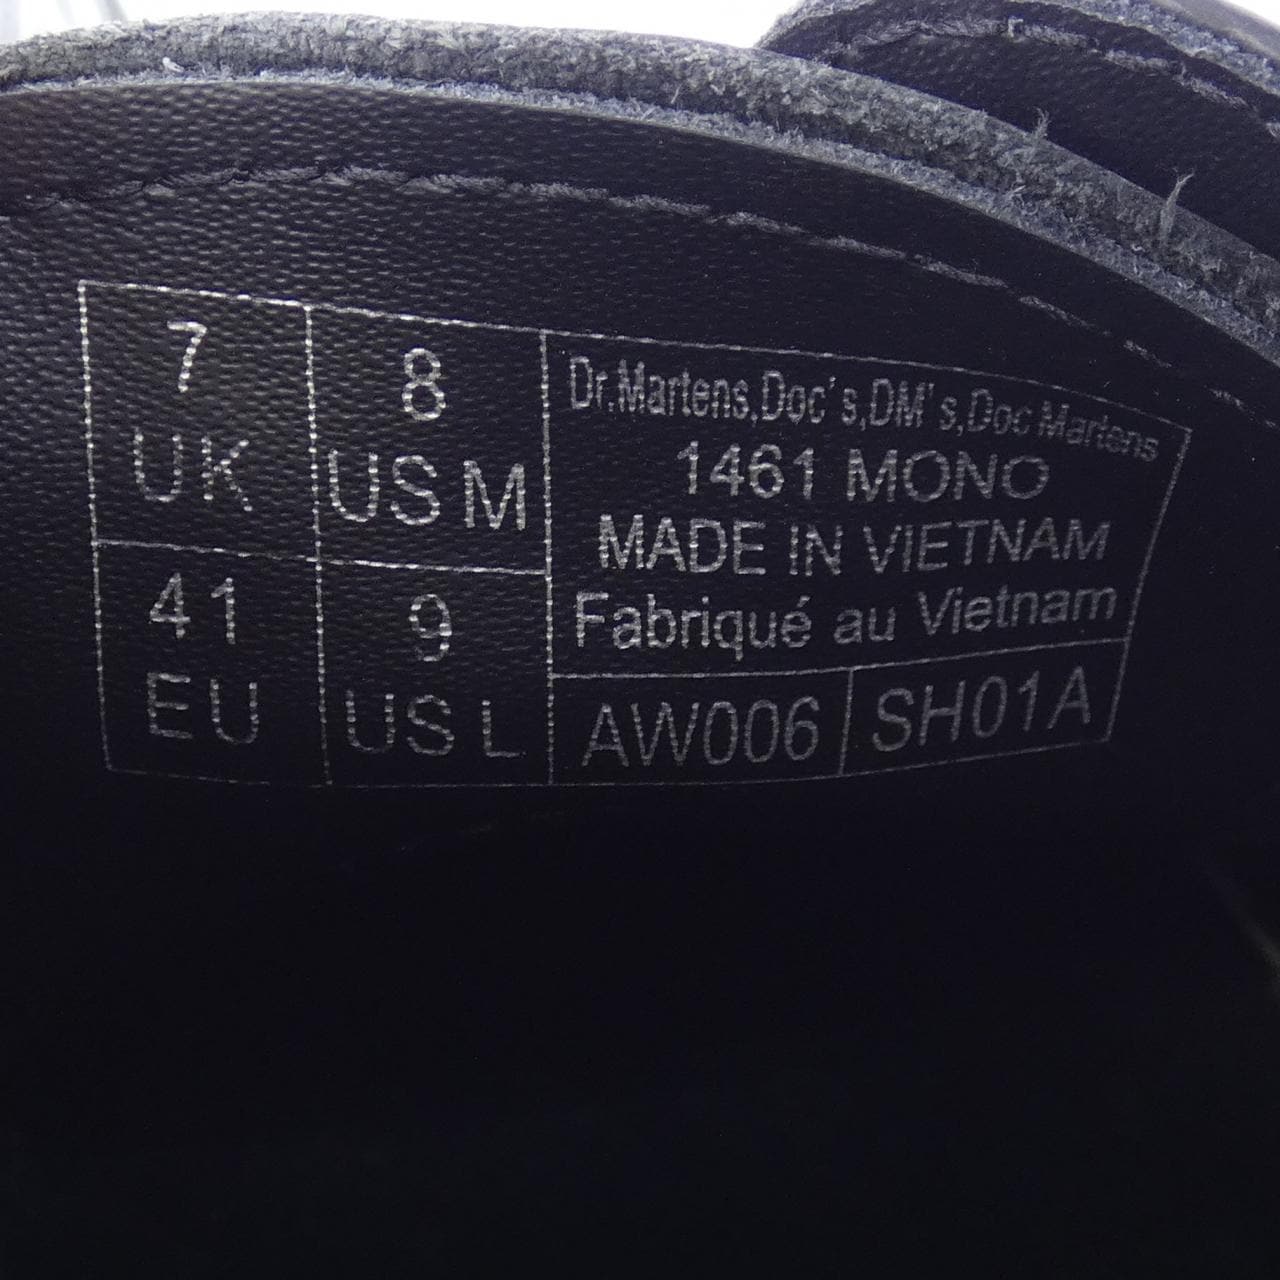 7
UK
8
US M
41
EU
9
US L
Dr.Martens,Doc's,DM's,Doc Martens
1461 MONO
MADE IN VIETNAM
Fabriqué au Vietnam
AW006
SH01A